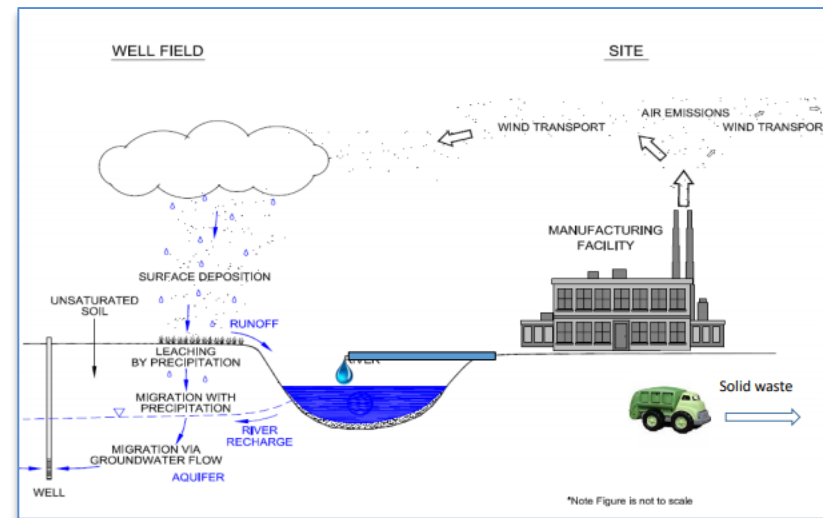 WELL FIELD
SITE
AIR EMISSIONS
WIND TRANSPORT
WIND TRANSPOR
MANUFACTURING
FACILITY
SURFACE DEPOSITION
UNSATURATED
SOIL
RUNOFF
LEACHING
BY PRECIPITATION
MIGRATION WITH
PRECIPITATION
RIVER
RECHARGE
MIGRATION VIA
GROUNDWATER FLOW
AQUIFER
WELL
Solid waste
*Note Figure is not to scale